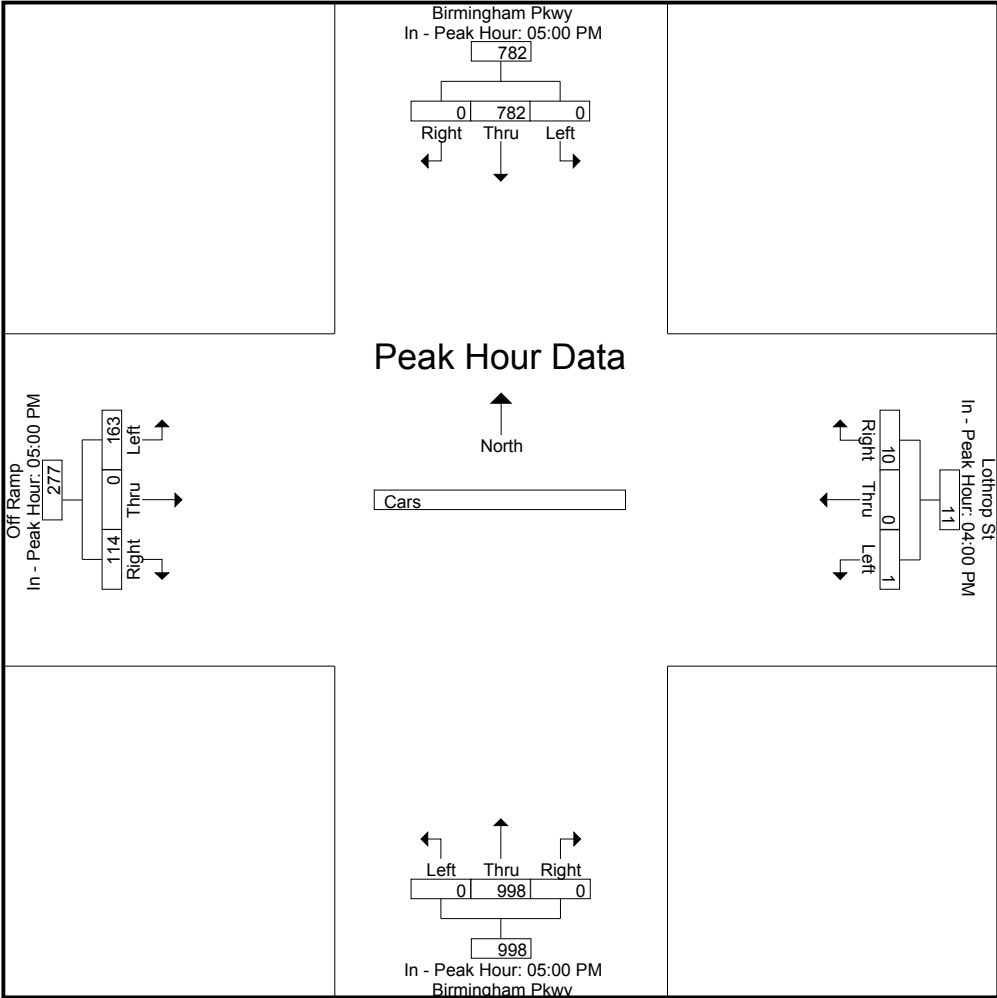 Birmingham Pkwy
In - Peak Hour: 05:00 PM
782
0 782 0
Right Thru Left
Peak Hour Data
North
Cars
Off Ramp
In - Peak Hour: 05:00 PM
277
163 0 114
Left Thru Right
Lothrop St
In - Peak Hour: 04:00 PM
11
10 0 1
Right Thru Left
Left Thru Right
0 998 0
998
In - Peak Hour: 05:00 PM
Birmingham Pkwy